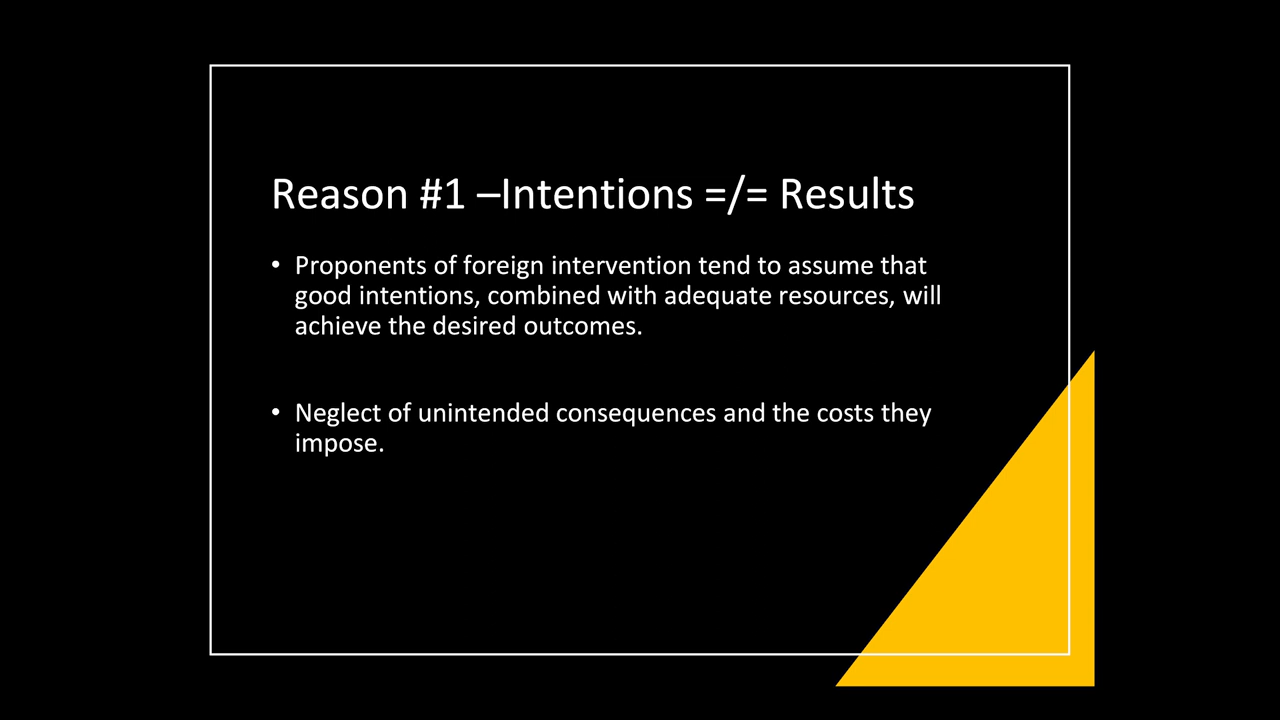 Reason #1 –Intentions =/= Results
• Proponents of foreign intervention tend to assume that
good intentions, combined with adequate resources, will
achieve the desired outcomes.
• Neglect of unintended consequences and the costs they
impose.